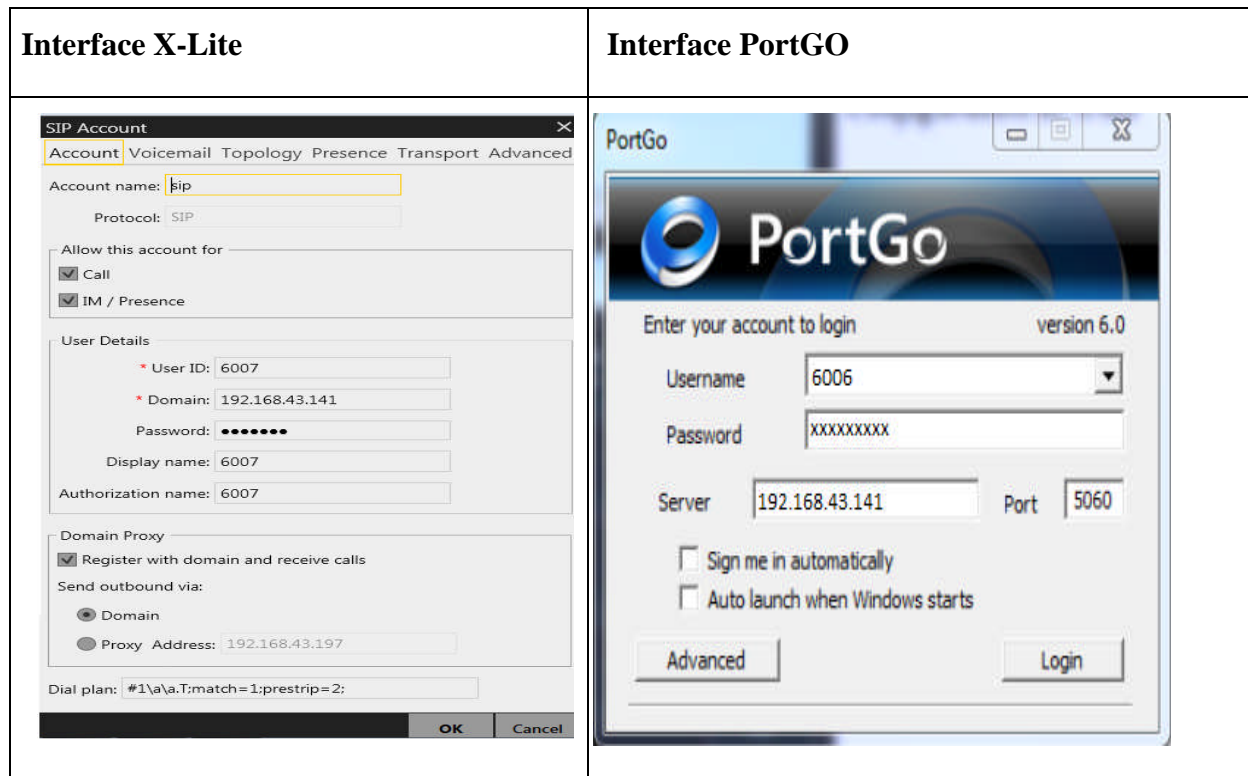 Interface X-Lite
Interface PortGO
SIP Account
Account Voicemail Topology Presence Transport Advanced
Account name: sip
Protocol: SIP
Allow this account for
Call
IM / Presence
User Details
* User ID: 6007
* Domain: 192.168.43.141
Password: ●●●●●●●
Display name: 6007
Authorization name: 6007
Domain Proxy
Register with domain and receive calls
Send outbound via:
Domain
Proxy Address: 192.168.43.197
Dial plan: #1\a\a.T;match=1;prestrip=2;
OK Cancel
PortGo
PortGo
Enter your account to login version 6.0
Username 6006
Password xxxxxxxxx
Server 192.168.43.141 Port 5060
Sign me in automatically
Auto launch when Windows starts
Advanced Login